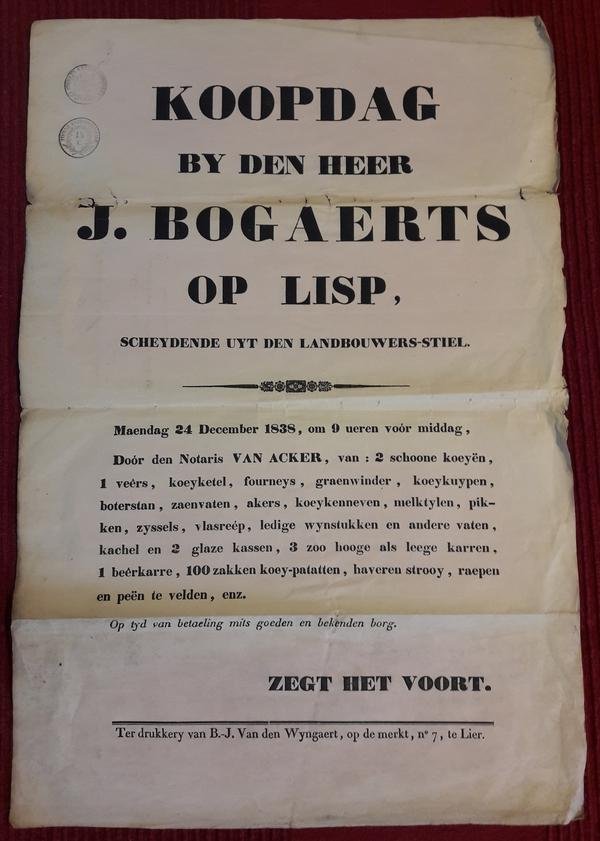 KOOPDAG
BY DEN HEER
J. BOGAERTS
OP LISP,
SCHEYDENDE UYT DEN LANDBOUWERS-STIEL.
Maendag 24 December 1838, om 9 ueren vóór middag,
Doór den Notaris VAN ACKER, van : 2 schoone koeyën,
1 veêrs, koeyketel, fourneys, graenwinder, koeykuypen,
boterstan, zaenvaten, akers, koeykenneven, melktylen, pik-
ken, zyssels, vlasreép, ledige wynstukken en andere vaten,
kachel en 2 glaze kassen, 3 zoo hooge als leege karren,
1 beêrkarre, 100 zakken koey-patatten, haveren strooy, raepen
en peën te velden, enz.
Op tyd van betaeling mits goeden en bekenden borg.
ZEGT HET VOORT.
Ter drukkery van B.-J. Van den Wyngaert, op de merkt, n° 7, te Lier.